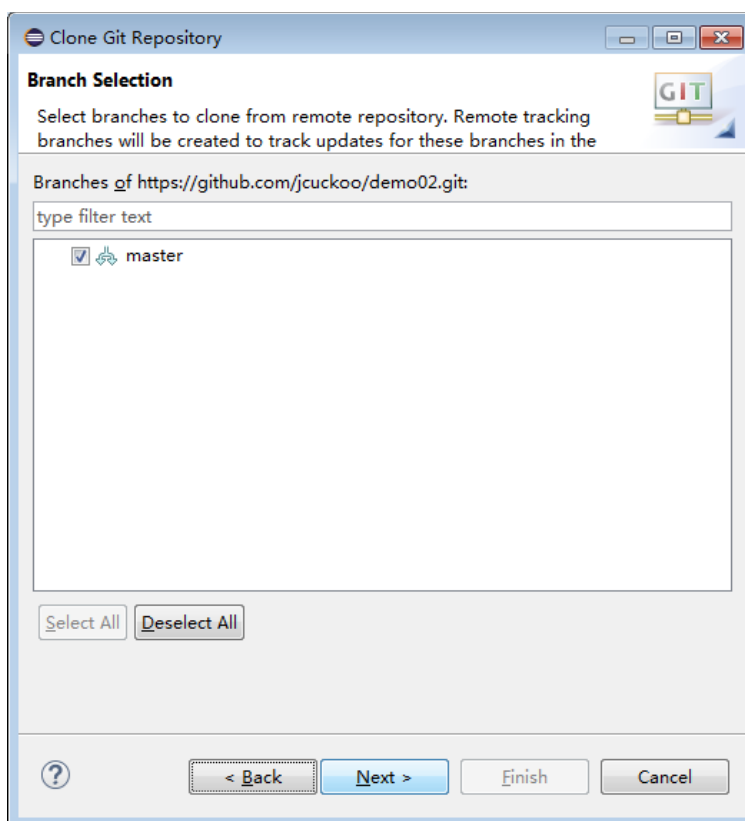 Clone Git Repository
Branch Selection
GIT
Select branches to clone from remote repository. Remote tracking
branches will be created to track updates for these branches in the
Branches of https://github.com/jcuckoo/demo02.git:
type filter text
master
Select All Deselect All
? < Back Next > Finish Cancel